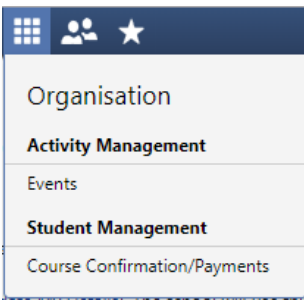 Organisation
Activity Management
Events
Student Management
Course Confirmation/Payments